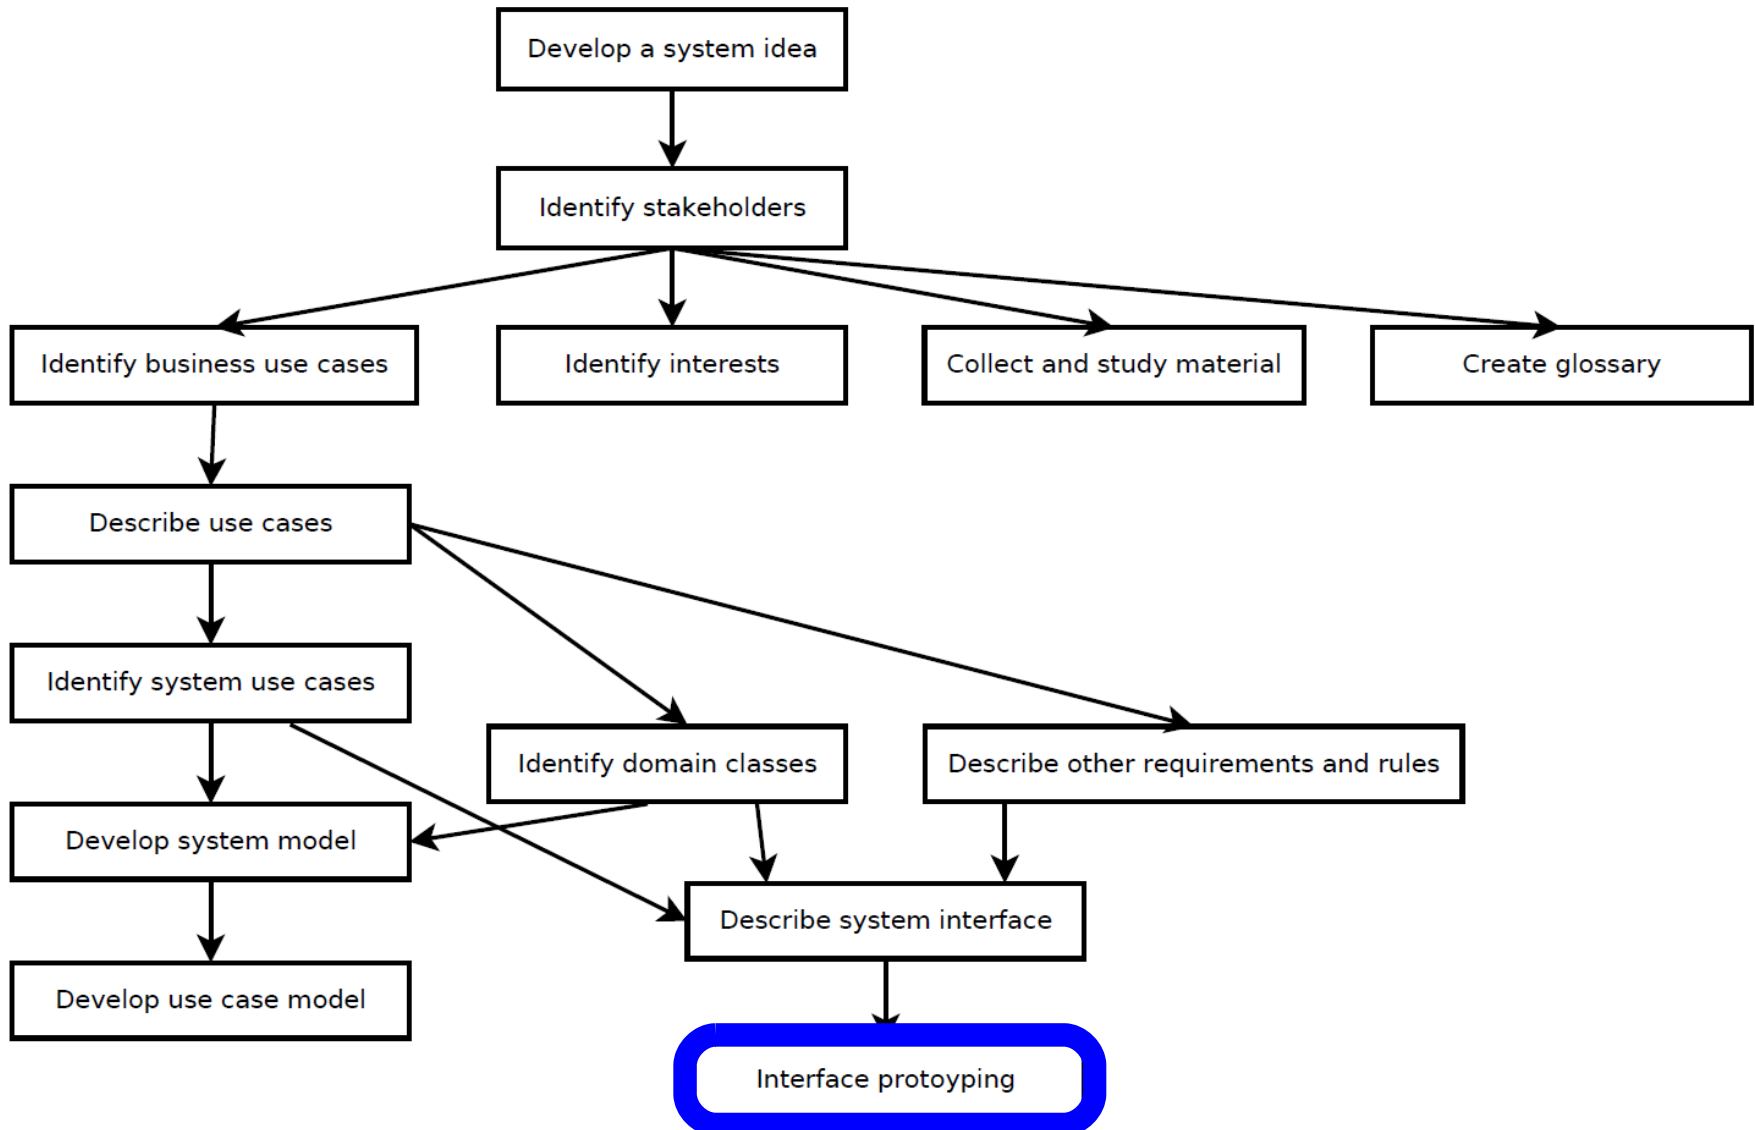 Develop a system idea
Identify stakeholders
Identify business use cases
Identify interests
Collect and study material
Create glossary
Describe use cases
Identify system use cases
Identify domain classes
Describe other requirements and rules
Develop system model
Describe system interface
Develop use case model
Interface protoyping